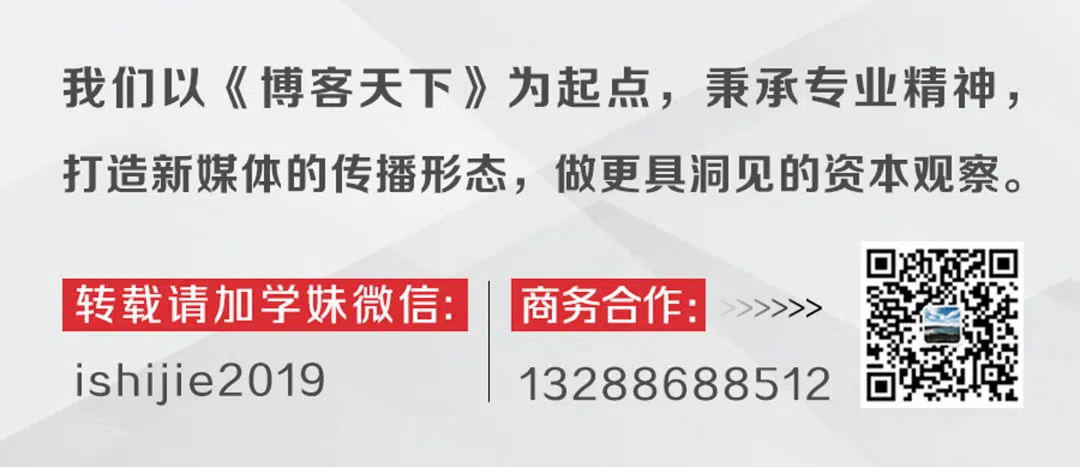 我们以《博客天下》为起点，秉承专业精神，
打造新媒体的传播形态，做更具洞见的资本观察。
转载请加学妹微信:
ishijie2019
商务合作: >>>>>>
13288688512